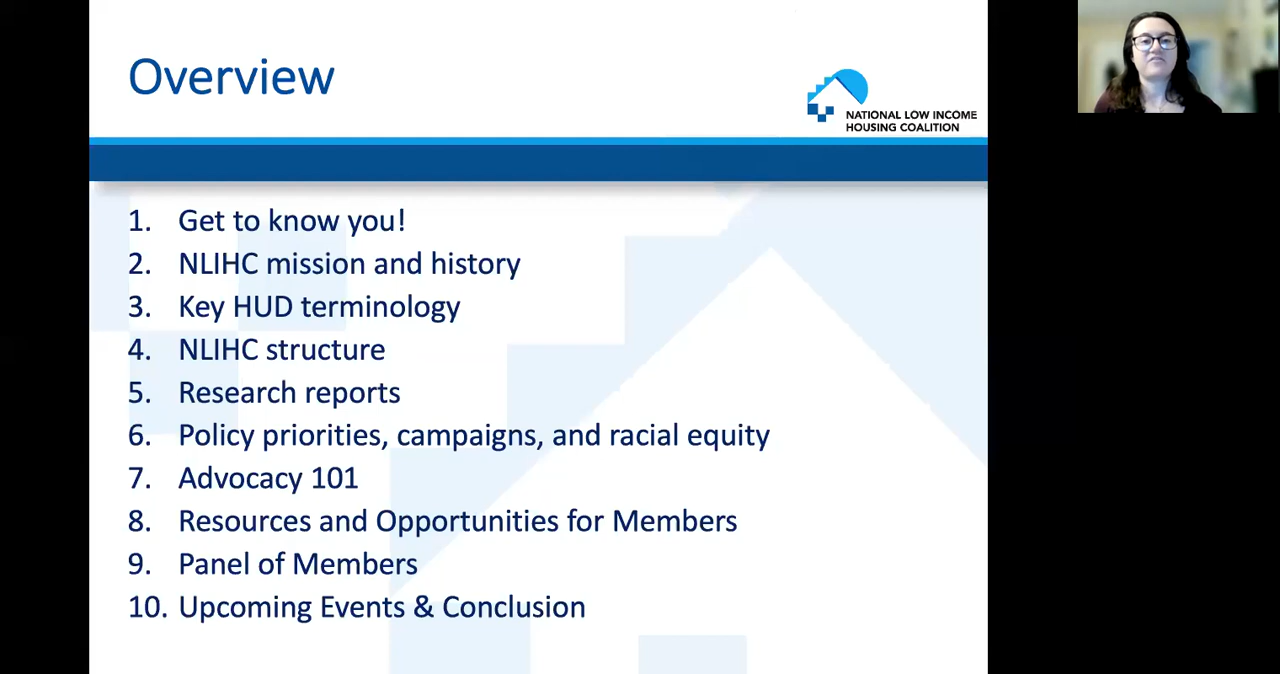 Overview
NATIONAL LOW INCOME
HOUSING COALITION
1. Get to know you!
2. NLIHC mission and history
3. Key HUD terminology
4. NLIHC structure
5. Research reports
6. Policy priorities, campaigns, and racial equity
7. Advocacy 101
8. Resources and Opportunities for Members
9. Panel of Members
10. Upcoming Events & Conclusion